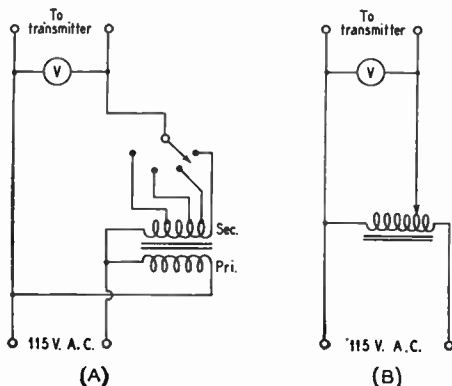 To
transmitter
V
Sec.
Pri.
115 V. A.C.
(A)
To
transmitter
V
115 V. A.C.
(B)